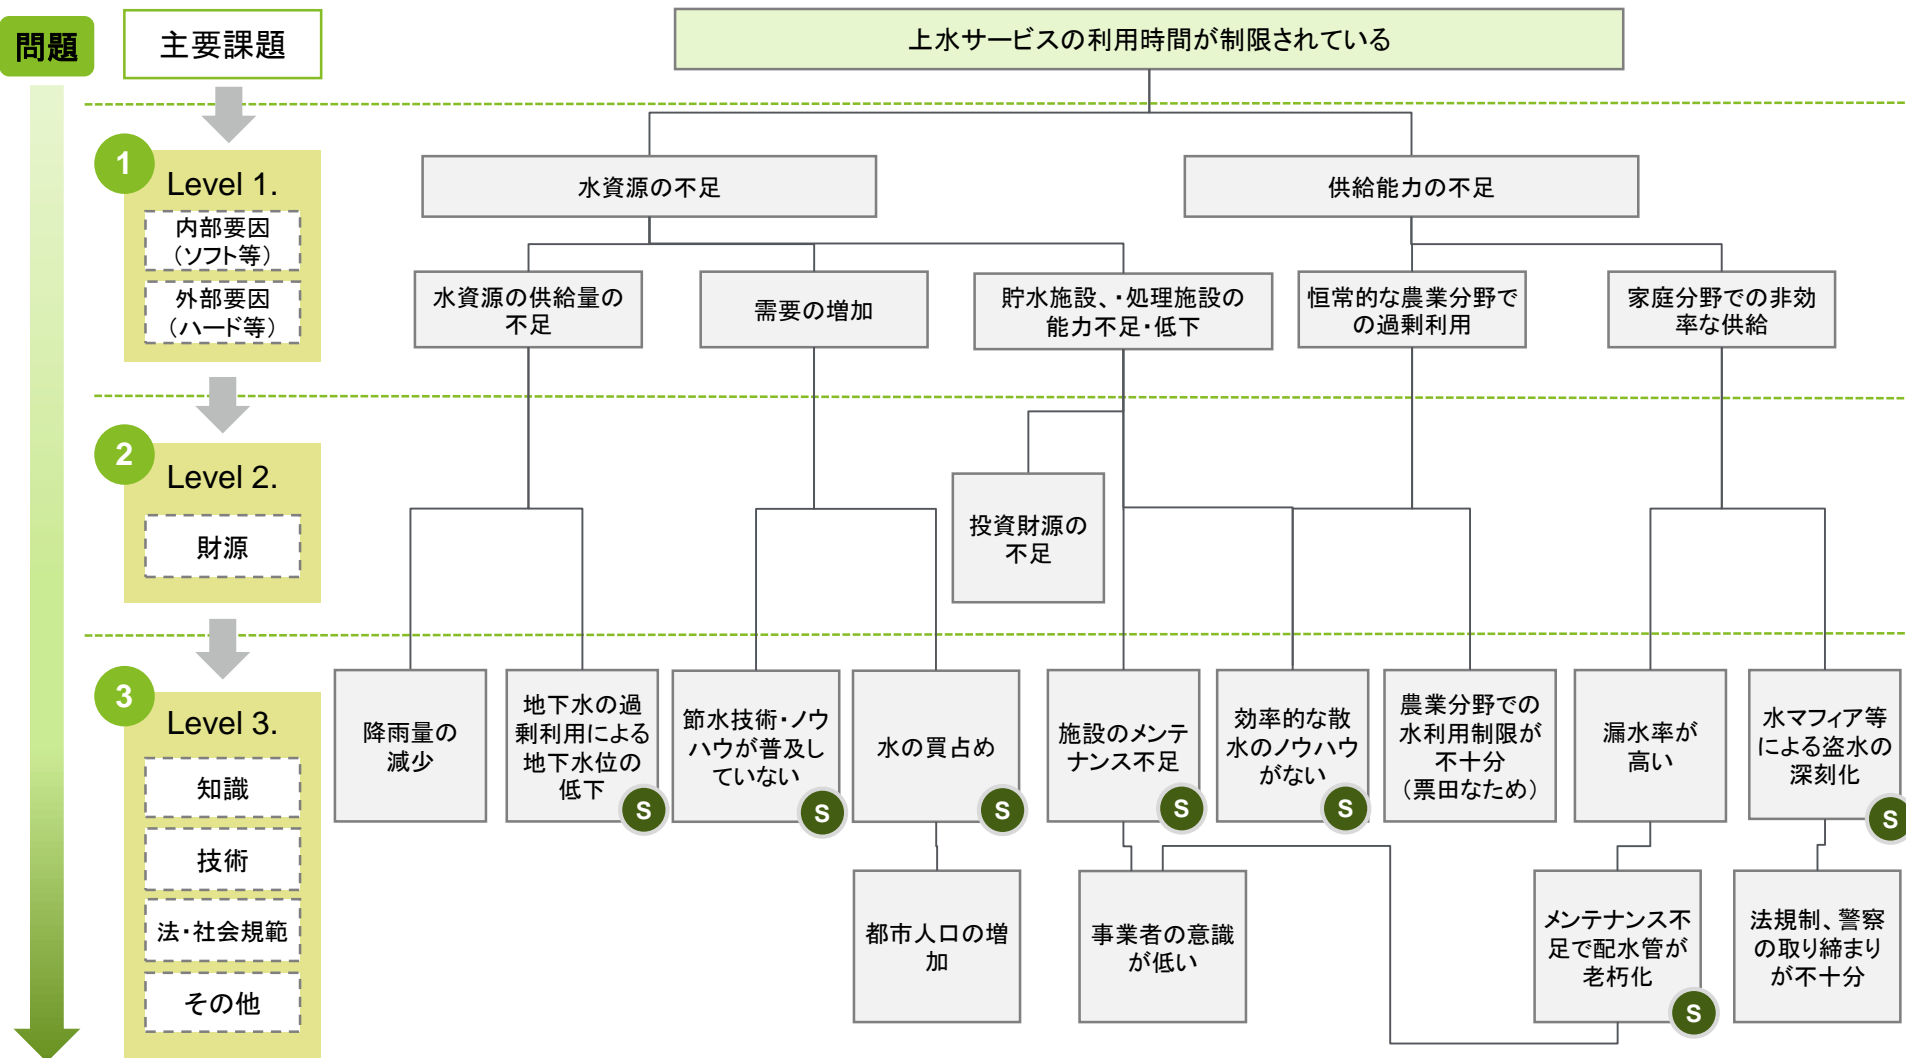 問題
主要課題
上水サービスの利用時間が制限されている
1
Level 1.
内部要因
（ソフト等）
外部要因
（ハード等）
水資源の不足
供給能力の不足
水資源の供給量の
不足
需要の増加
貯水施設、・処理施設の
能力不足・低下
恒常的な農業分野で
の過剰利用
家庭分野での非効
率な供給
2
Level 2.
財源
投資財源の
不足
3
Level 3.
知識
技術
法・社会規範
その他
降雨量の
減少
地下水の過
剰利用による
地下水位の
低下
S
節水技術・ノウ
ハウが普及し
ていない
S
水の買占め
S
施設のメンテ
ナンス不足
S
効率的な散
水のノウハウ
がない
S
農業分野での
水利用制限が
不十分
（票田なため）
漏水率が
高い
水マフィア等
による盗水の
深刻化
S
都市人口の増
加
事業者の意識
が低い
メンテナンス不
足で配水管が
老朽化
S
法規制、警察
の取り締まり
が不十分